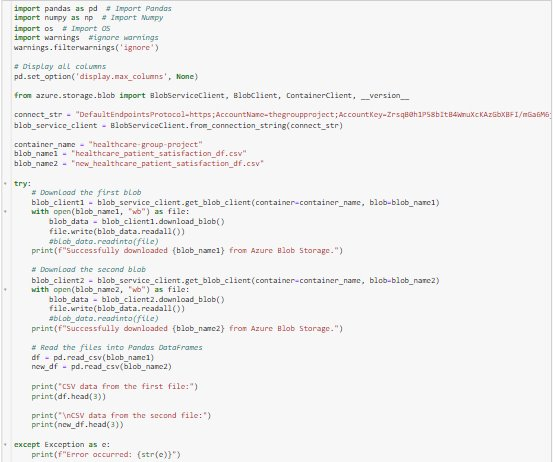 import pandas as pd  # Import Pandas
import numpy as np  # Import Numpy
import os  # Import OS
import warnings  #ignore warnings
warnings.filterwarnings('ignore')
# Display all columns
pd.set_option('display.max_columns', None)
from azure.storage.blob import BlobServiceClient, BlobClient, ContainerClient, __version__
connect_str = "DefaultEndpointsProtocol=https;AccountName=thegroupproject;AccountKey=
blob_service_client = BlobServiceClient.from_connection_string(connect_str)
container_name = "healthcare-group-project"
blob_name1 = "healthcare_patient_satisfaction_df.csv"
blob_name2 = "new_healthcare_patient_satisfaction_df.csv"
try:
    # Download the first blob
    blob_client1 = blob_service_client.get_blob_client(container=container_name, blob=blob_name1)
    with open(blob_name1, "wb") as file:
        blob_data = blob_client1.download_blob()
        file.write(blob_data.readall())
        #blob_data.readinto(file)
    print(f"Successfully downloaded {blob_name1} from Azure Blob Storage.")
    # Download the second blob
    blob_client2 = blob_service_client.get_blob_client(container=container_name, blob=blob_name2)
    with open(blob_name2, "wb") as file:
        blob_data = blob_client2.download_blob()
        file.write(blob_data.readall())
        #blob_data.readinto(file)
    print(f"Successfully downloaded {blob_name2} from Azure Blob Storage.")
    # Read the files into Pandas DataFrames
    df = pd.read_csv(blob_name1)
    new_df = pd.read_csv(blob_name2)
    print("CSV data from the first file:")
    print(df.head(3))
    print("\nCSV data from the second file:")
    print(new_df.head(3))
except Exception as e:
    print(f"Error occurred: {str(e)}")